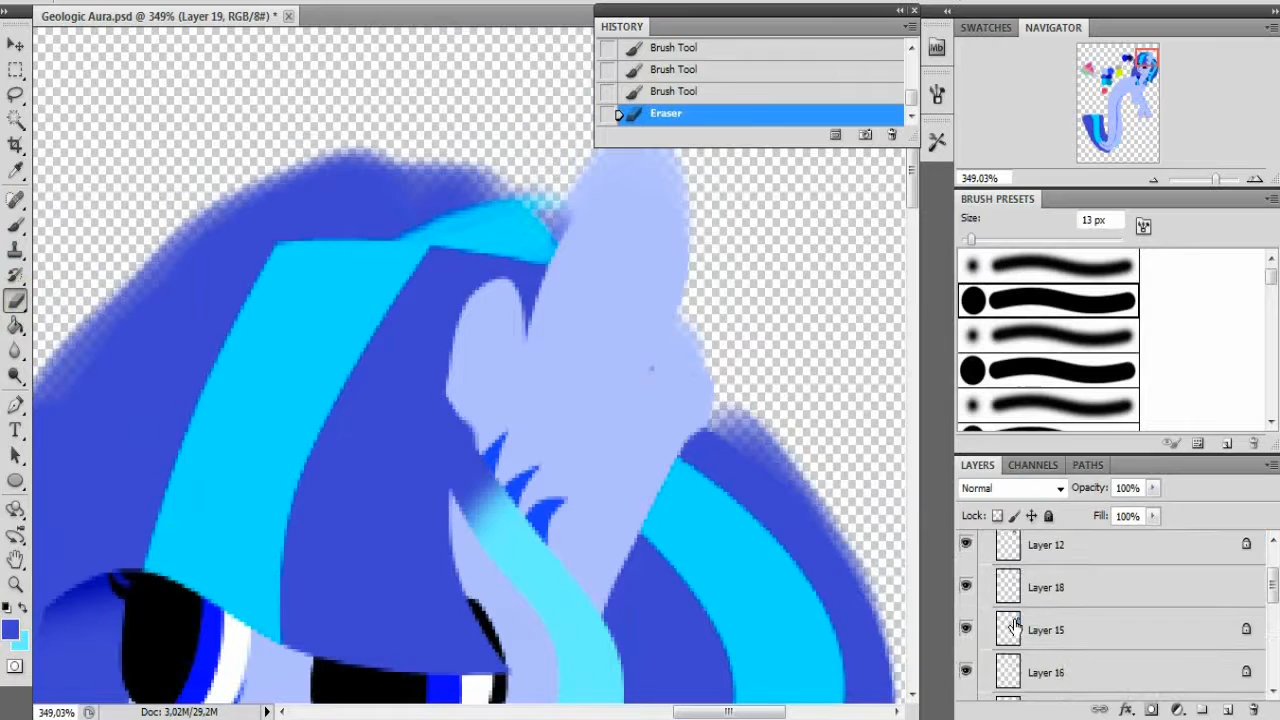 Geologic Aura.psd @ 349% (Layer 19, RGB/8#) *
HISTORY
Brush Tool
Brush Tool
Brush Tool
Eraser
SWATCHES
NAVIGATOR
Mb
349.03%
BRUSH PRESETS
Size:
13 px
LAYERS
CHANNELS
PATHS
Normal
Opacity:
100%
Lock:
Fill:
100%
Layer 12
Layer 18
Layer 15
Layer 16
349,03%
Doc: 3,02M/29,2M